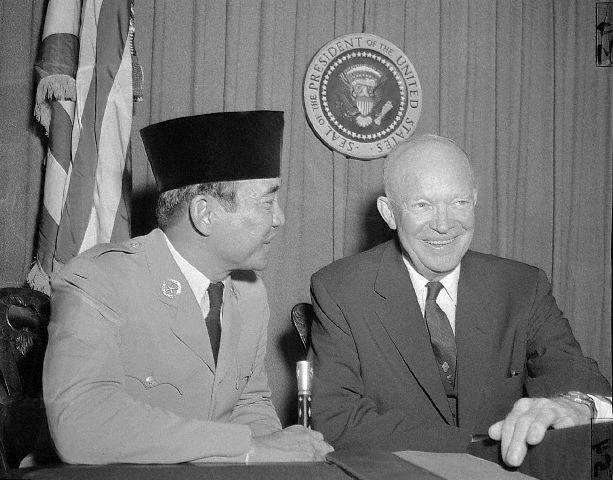 SEAL OF THE PRESIDENT OF THE UNITED STATES